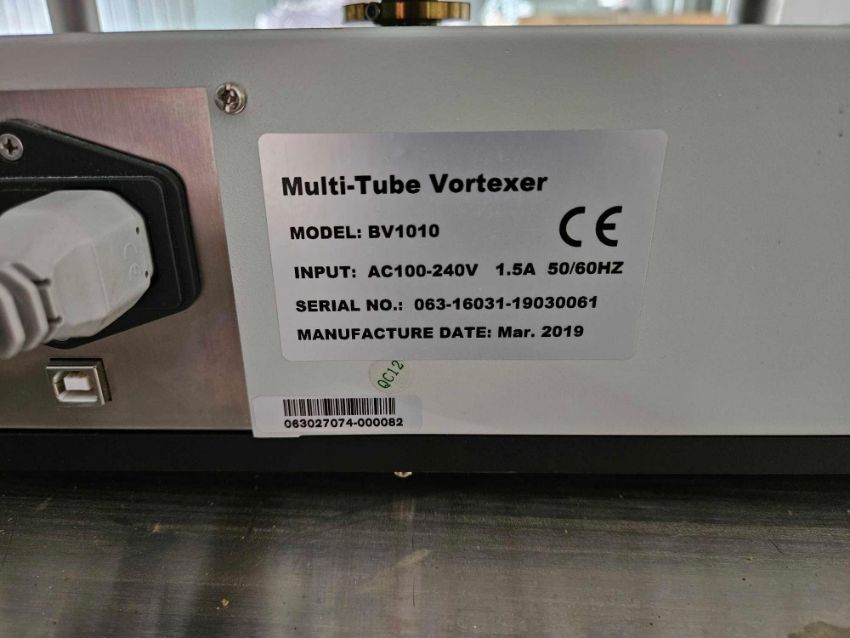 Multi-Tube Vortexer
MODEL: BV1010
CE
INPUT: AC100-240V 1.5A 50/60HZ
SERIAL NO.: 063-16031-19030061
MANUFACTURE DATE: Mar. 2019
QC12
063027074-000082